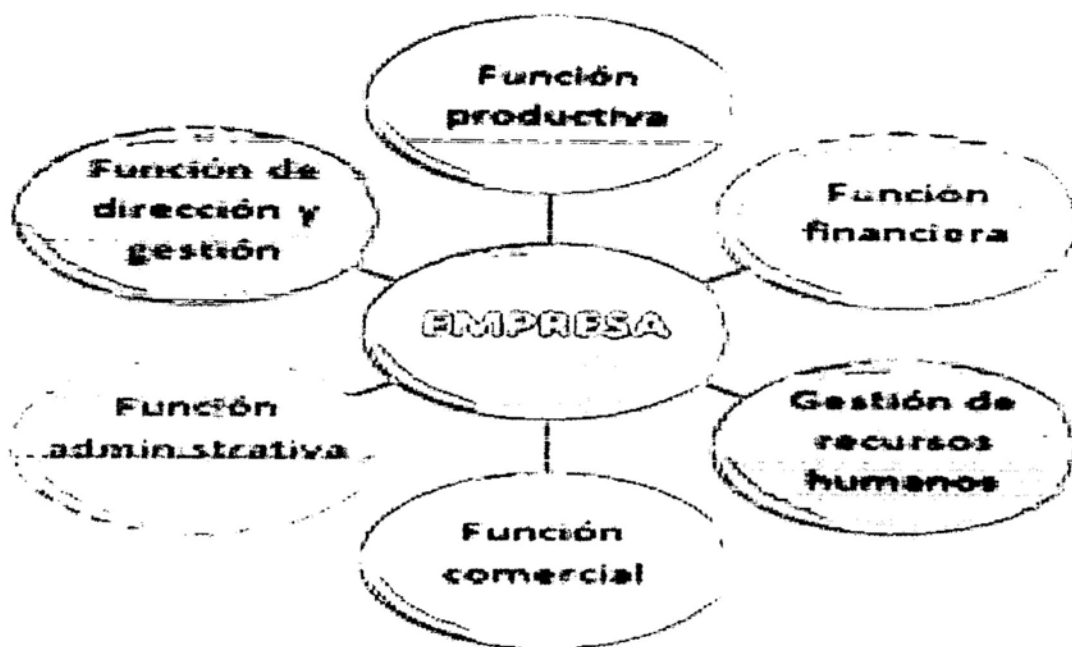 Función
productiva
Función de
dirección y
gestión
Función
financiera
EMPRESA
Función
administrativa
Gestión de
recursos
humanos
Función
comercial